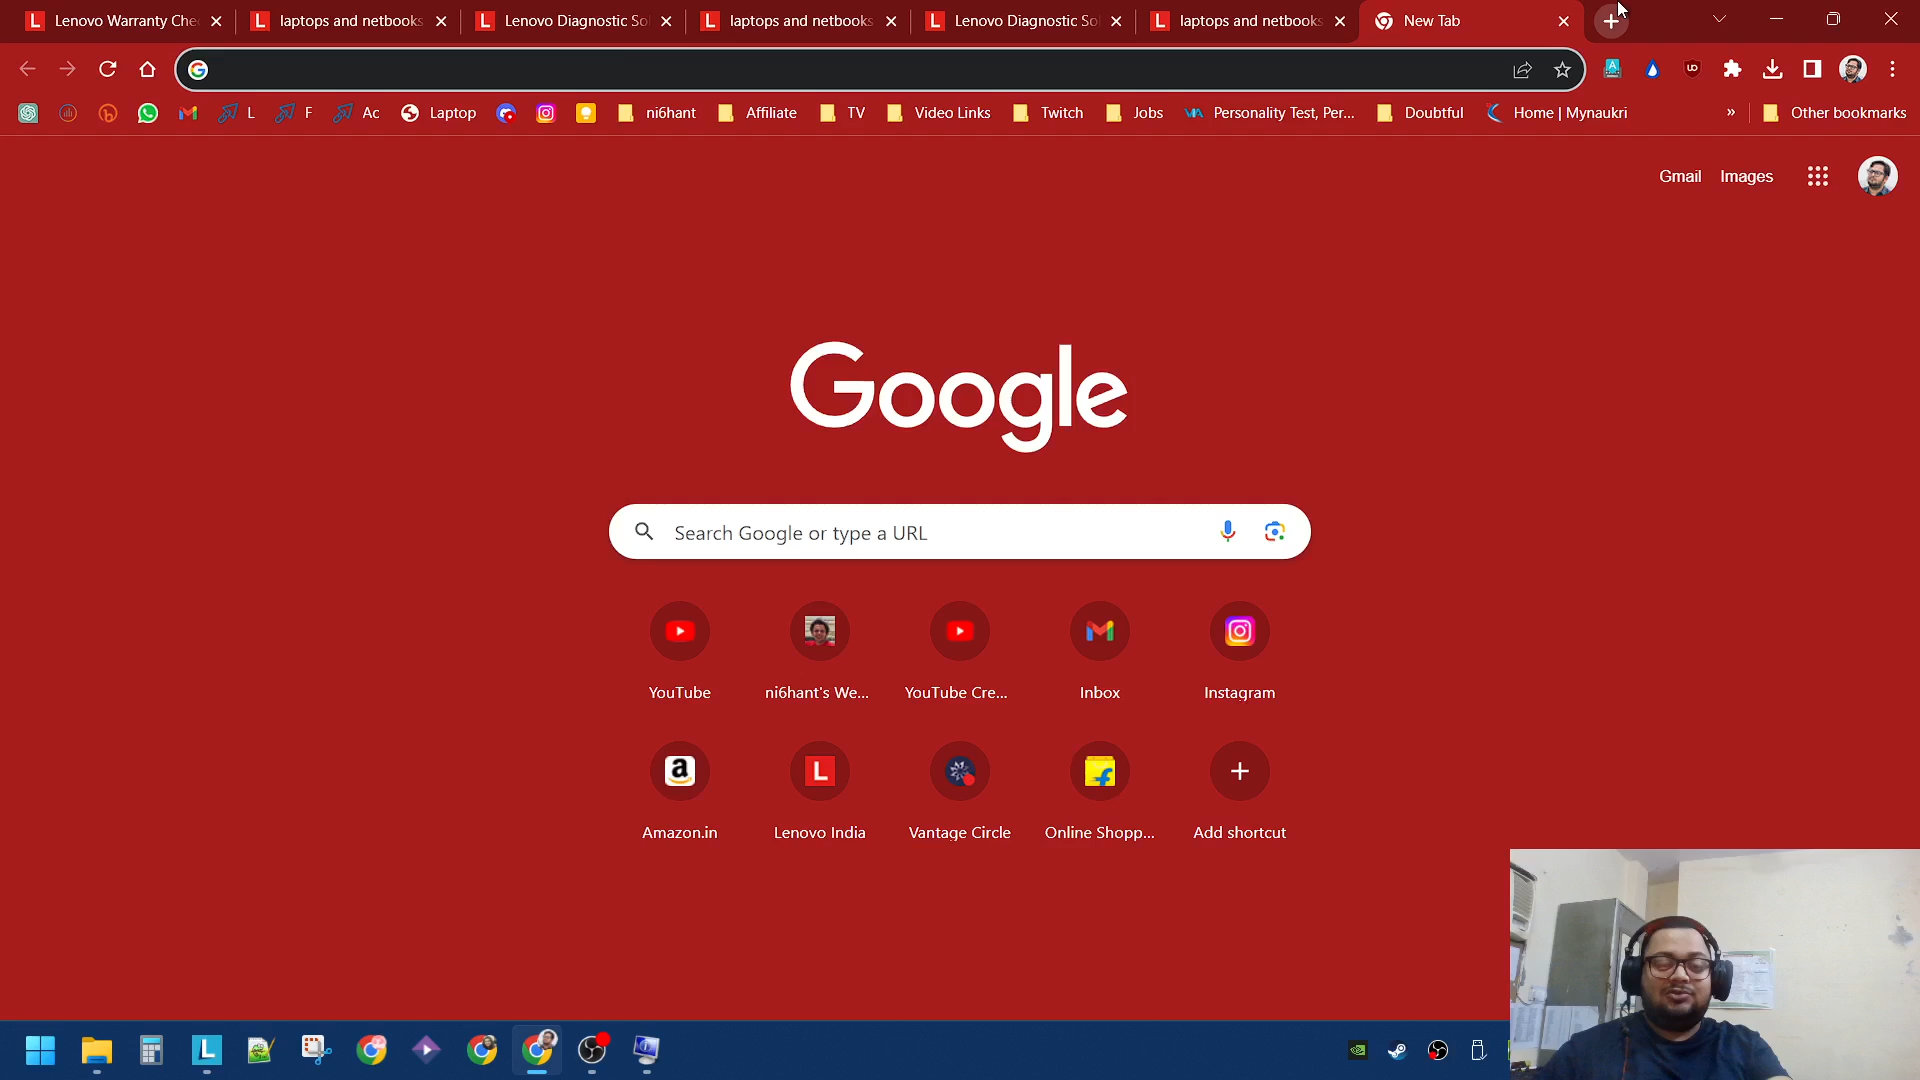 Lenovo Warranty Che
laptops and netbooks
Lenovo Diagnostic Sol
laptops and netbooks
Lenovo Diagnostic Sol
laptops and netbooks
New Tab
L
F
Ac
Laptop
ni6hant
Affiliate
TV
Video Links
Twitch
Jobs
Personality Test, Per...
Doubtful
Home | Mynaukri
»
Other bookmarks
Gmail
Images
Google
Search Google or type a URL
YouTube
ni6hant's We...
YouTube Cre...
Inbox
Instagram
Amazon.in
Lenovo India
Vantage Circle
Online Shopp...
Add shortcut